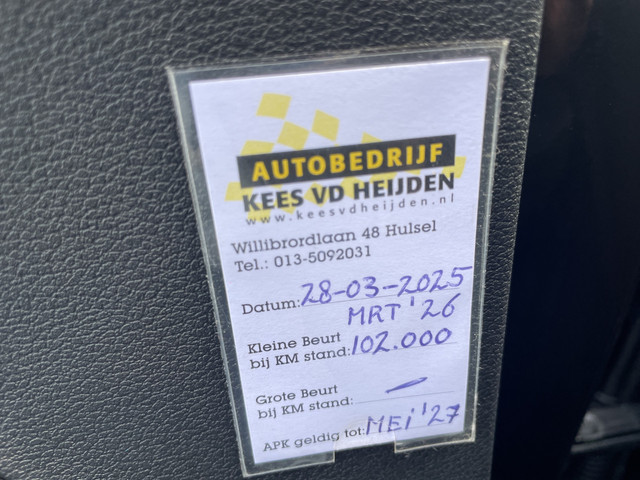 AUTOBEDRIJF
KEES VD HEIJDEN
www.keesvdheijden.nl
Willibrordlaan 48 Hulsel
Tel.: 013-5092031
Datum: 28-03-2025
MRT '26
Kleine Beurt
bij KM stand: 102.000
Grote Beurt
bij KM stand: -
APK geldig tot: MEi '27